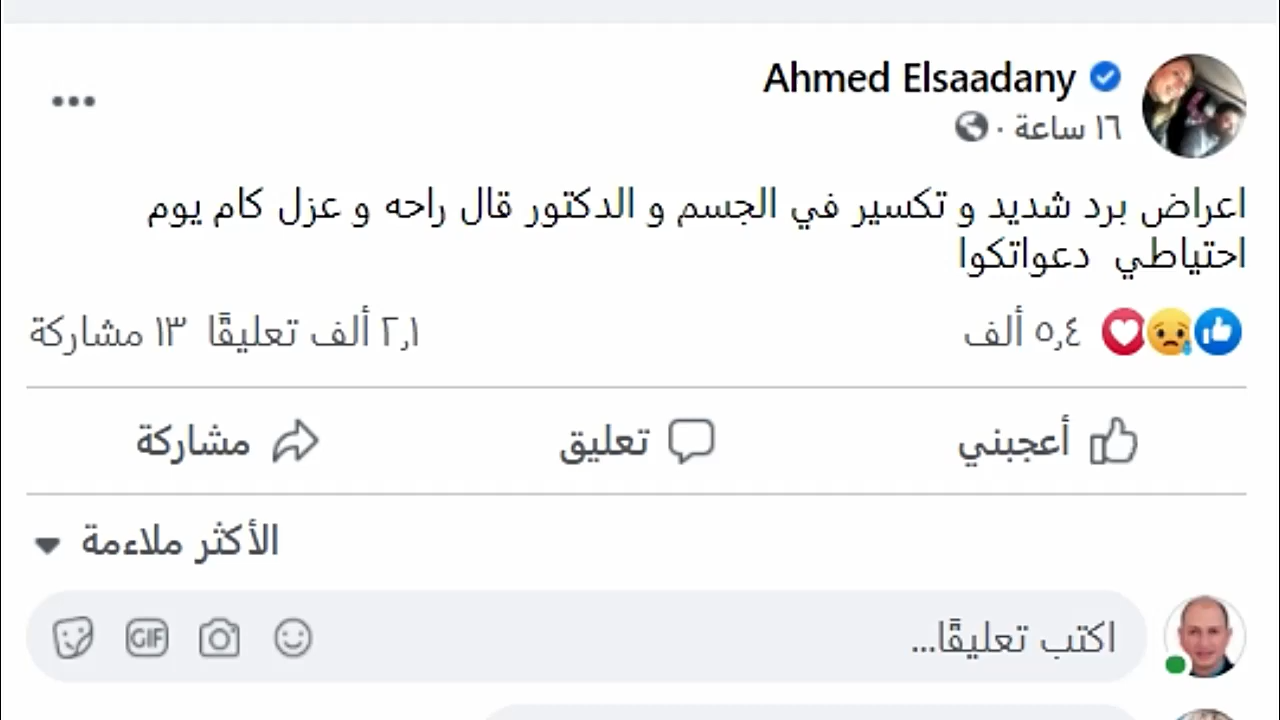 Ahmed Elsaadany
١٦ ساعة ·
اعراض برد شديد و تكسير في الجسم و الدكتور قال راحه و عزل كام يوم
احتياطي دعواتكوا
٥,٤ ألف
٢,١ ألف تعليقًا ١٣ مشاركة
أعجبني
تعليق
مشاركة
الأكثر ملاءمة
اكتب تعليقًا...
GIF